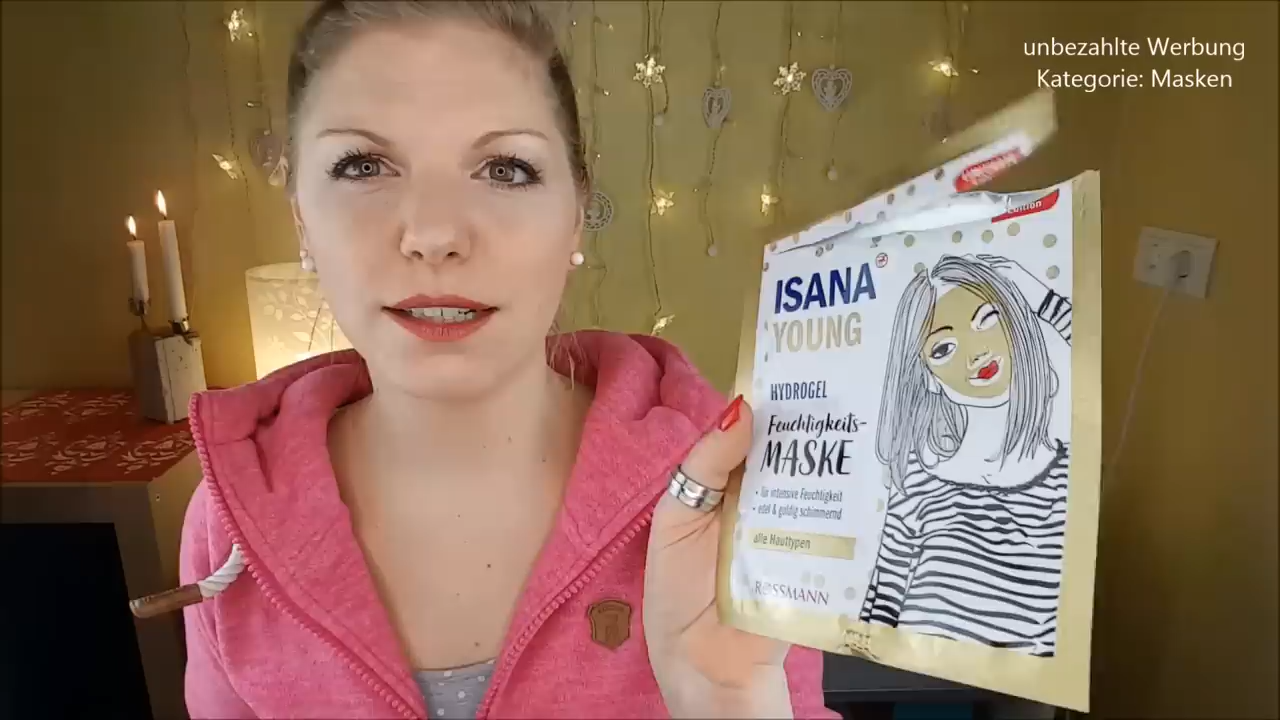 unbezahlte Werbung
Kategorie: Masken
Edition
ISANA
YOUNG
HYDROGEL
Feuchtigkeits-
MASKE
• für intensive Feuchtigkeit
• edel & goldig schimmernd
alle Hauttypen
ROSSMANN